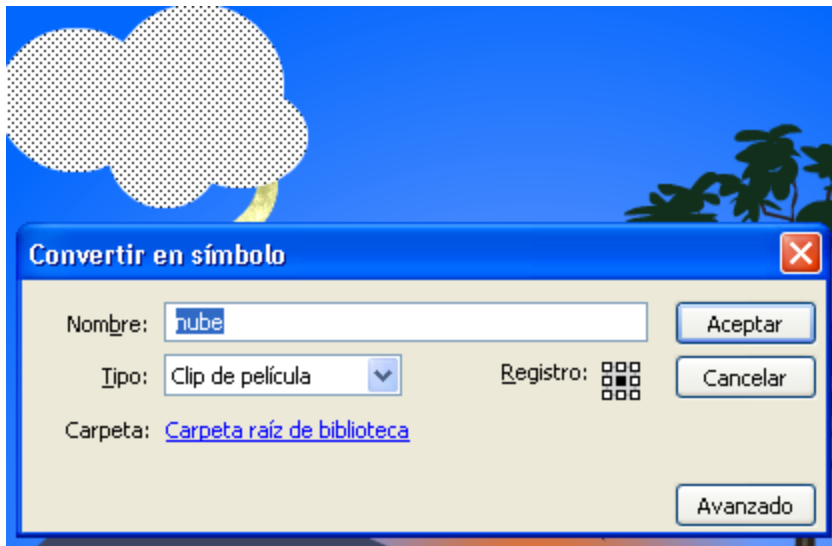 Convertir en símbolo
Nombre: nube
Aceptar
Tipo: Clip de película
Registro:
Cancelar
Carpeta: Carpeta raíz de biblioteca
Avanzado